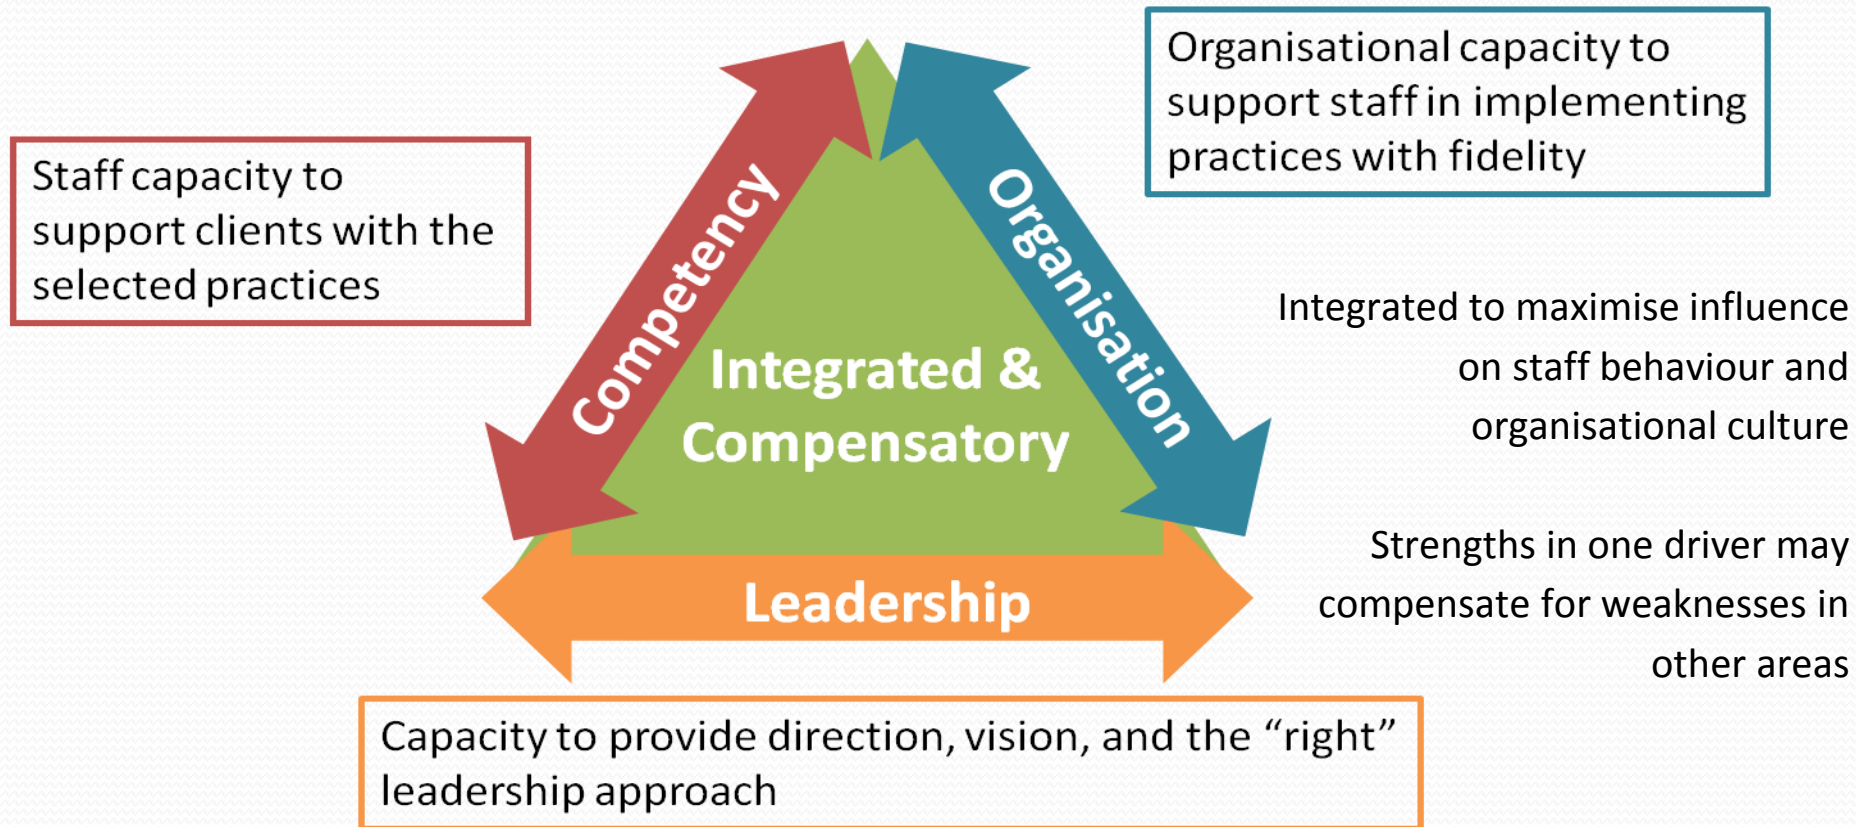 Organisational capacity to
support staff in implementing
practices with fidelity
Staff capacity to
support clients with the
selected practices
Competency
Organisation
Integrated &
Compensatory
Integrated to maximise influence
on staff behaviour and
organisational culture
Strengths in one driver may
compensate for weaknesses in
other areas
Leadership
Capacity to provide direction, vision, and the “right”
leadership approach